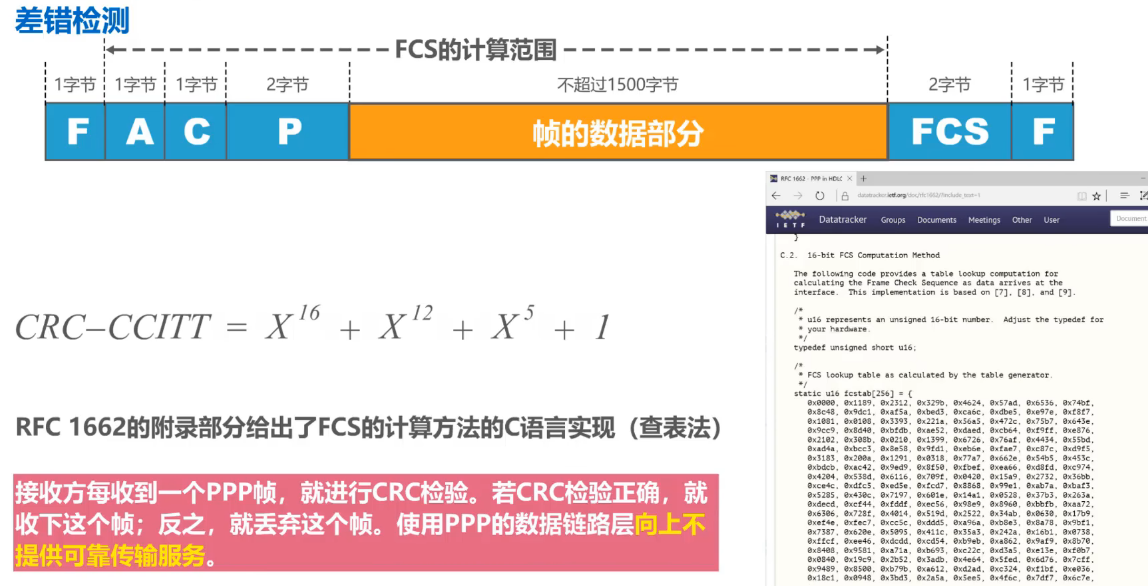 差错检测
FCS的计算范围
1字节 1字节 1字节 2字节 不超过1500字节 2字节 1字节
F A C P 帧的数据部分 FCS F
CRC–CCITT = X^16 + X^12 + X^5 + 1
RFC 1662的附录部分给出了FCS的计算方法的C语言实现（查表法）
接收方每收到一个PPP帧，就进行CRC检验。若CRC检验正确，就
收下这个帧；反之，就丢弃这个帧。使用PPP的数据链路层向上不
提供可靠传输服务。
RFC 1662 - PPP in HDLC
IETF Datatracker Groups Documents Meetings Other User Document
}
C.2. 16-bit FCS Computation Method
The following code provides a table lookup computation for
calculating the Frame Check Sequence as data arrives at the
interface. This implementation is based on [7], [8], and [9].
/*
* u16 represents an unsigned 16-bit number. Adjust the typedef for
* your hardware.
*/
typedef unsigned short u16;
/*
* FCS lookup table as calculated by the table generator.
*/
static u16 fcstab[256] = {
0x0000, 0x1189, 0x2312, 0x329b, 0x4624, 0x57ad, 0x6536, 0x74bf,
0x8c48, 0x9dc1, 0xaf5a, 0xbed3, 0xca6c, 0xdbe5, 0xe97e, 0xf8f7,
0x1081, 0x0108, 0x3393, 0x221a, 0x56a5, 0x472c, 0x75b7, 0x643e,
0x9cc9, 0x8d40, 0xbfdb, 0xae52, 0xdaed, 0xcb64, 0xf9ff, 0xe876,
0x2102, 0x308b, 0x0210, 0x1399, 0x6726, 0x76af, 0x4434, 0x55bd,
0xad4a, 0xbcc3, 0x8e58, 0x9fd1, 0xeb6e, 0xfae7, 0xc87c, 0xd9f5,
0x3183, 0x200a, 0x1291, 0x0318, 0x77a7, 0x662e, 0x54b5, 0x453c,
0xbdcb, 0xac42, 0x9ed9, 0x8f50, 0xfbef, 0xea66, 0xd8fd, 0xc974,
0x4204, 0x538d, 0x6116, 0x709f, 0x0420, 0x15a9, 0x2732, 0x36bb,
0xce4c, 0xdfc5, 0xed5e, 0xfcd7, 0x8868, 0x99e1, 0xab7a, 0xbaf3,
0x5285, 0x430c, 0x7197, 0x601e, 0x14a1, 0x0528, 0x37b3, 0x263a,
0xdecd, 0xcf44, 0xfddf, 0xec56, 0x98e9, 0x8960, 0xbbfb, 0xaa72,
0x6306, 0x728f, 0x4014, 0x519d, 0x2522, 0x34ab, 0x0630, 0x17b9,
0xef4e, 0xfec7, 0xcc5c, 0xddd5, 0xa96a, 0xb8e3, 0x8a78, 0x9bf1,
0x7387, 0x620e, 0x5095, 0x411c, 0x35a3, 0x242a, 0x16b1, 0x0738,
0xffcf, 0xee46, 0xdcdd, 0xcd54, 0xb9eb, 0xa862, 0x9af9, 0x8b70,
0x8408, 0x9581, 0xa71a, 0xb693, 0xc22c, 0xd3a5, 0xe13e, 0xf0b7,
0x0840, 0x19c9, 0x2b52, 0x3adb, 0x4e64, 0x5fed, 0x6d76, 0x7cff,
0x9489, 0x8500, 0xb79b, 0xa612, 0xd2ad, 0xc324, 0xf1bf, 0xe036,
0x18c1, 0x0948, 0x3bd3, 0x2a5a, 0x5ee5, 0x4f6c, 0x7df7, 0x6c7e,